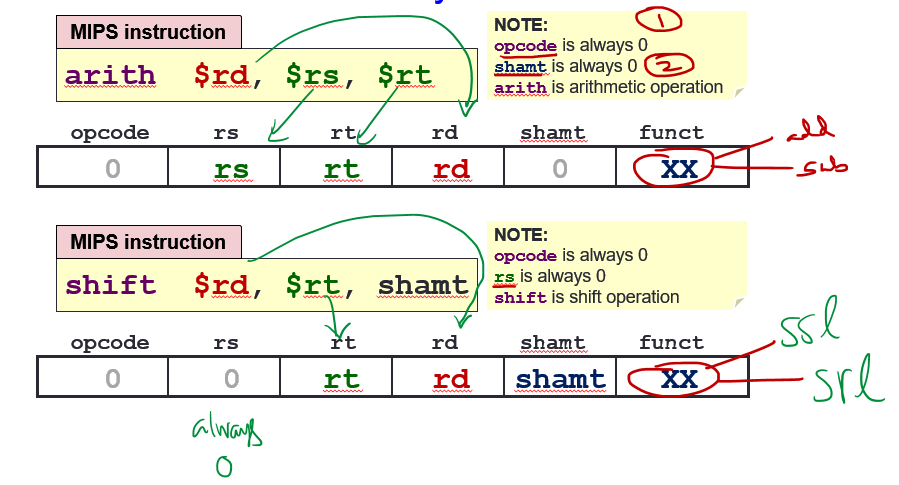 MIPS instruction
arith $rd, $rs, $rt
NOTE: 1
opcode is always 0
shamt is always 0 2
arith is arithmetic operation
opcode rs rt rd shamt funct
0 rs rt rd 0 XX
add
sub
MIPS instruction
shift $rd, $rt, shamt
NOTE:
opcode is always 0
rs is always 0
shift is shift operation
opcode rs rt rd shamt funct
0 0 rt rd shamt XX
ssl
srl
always
0